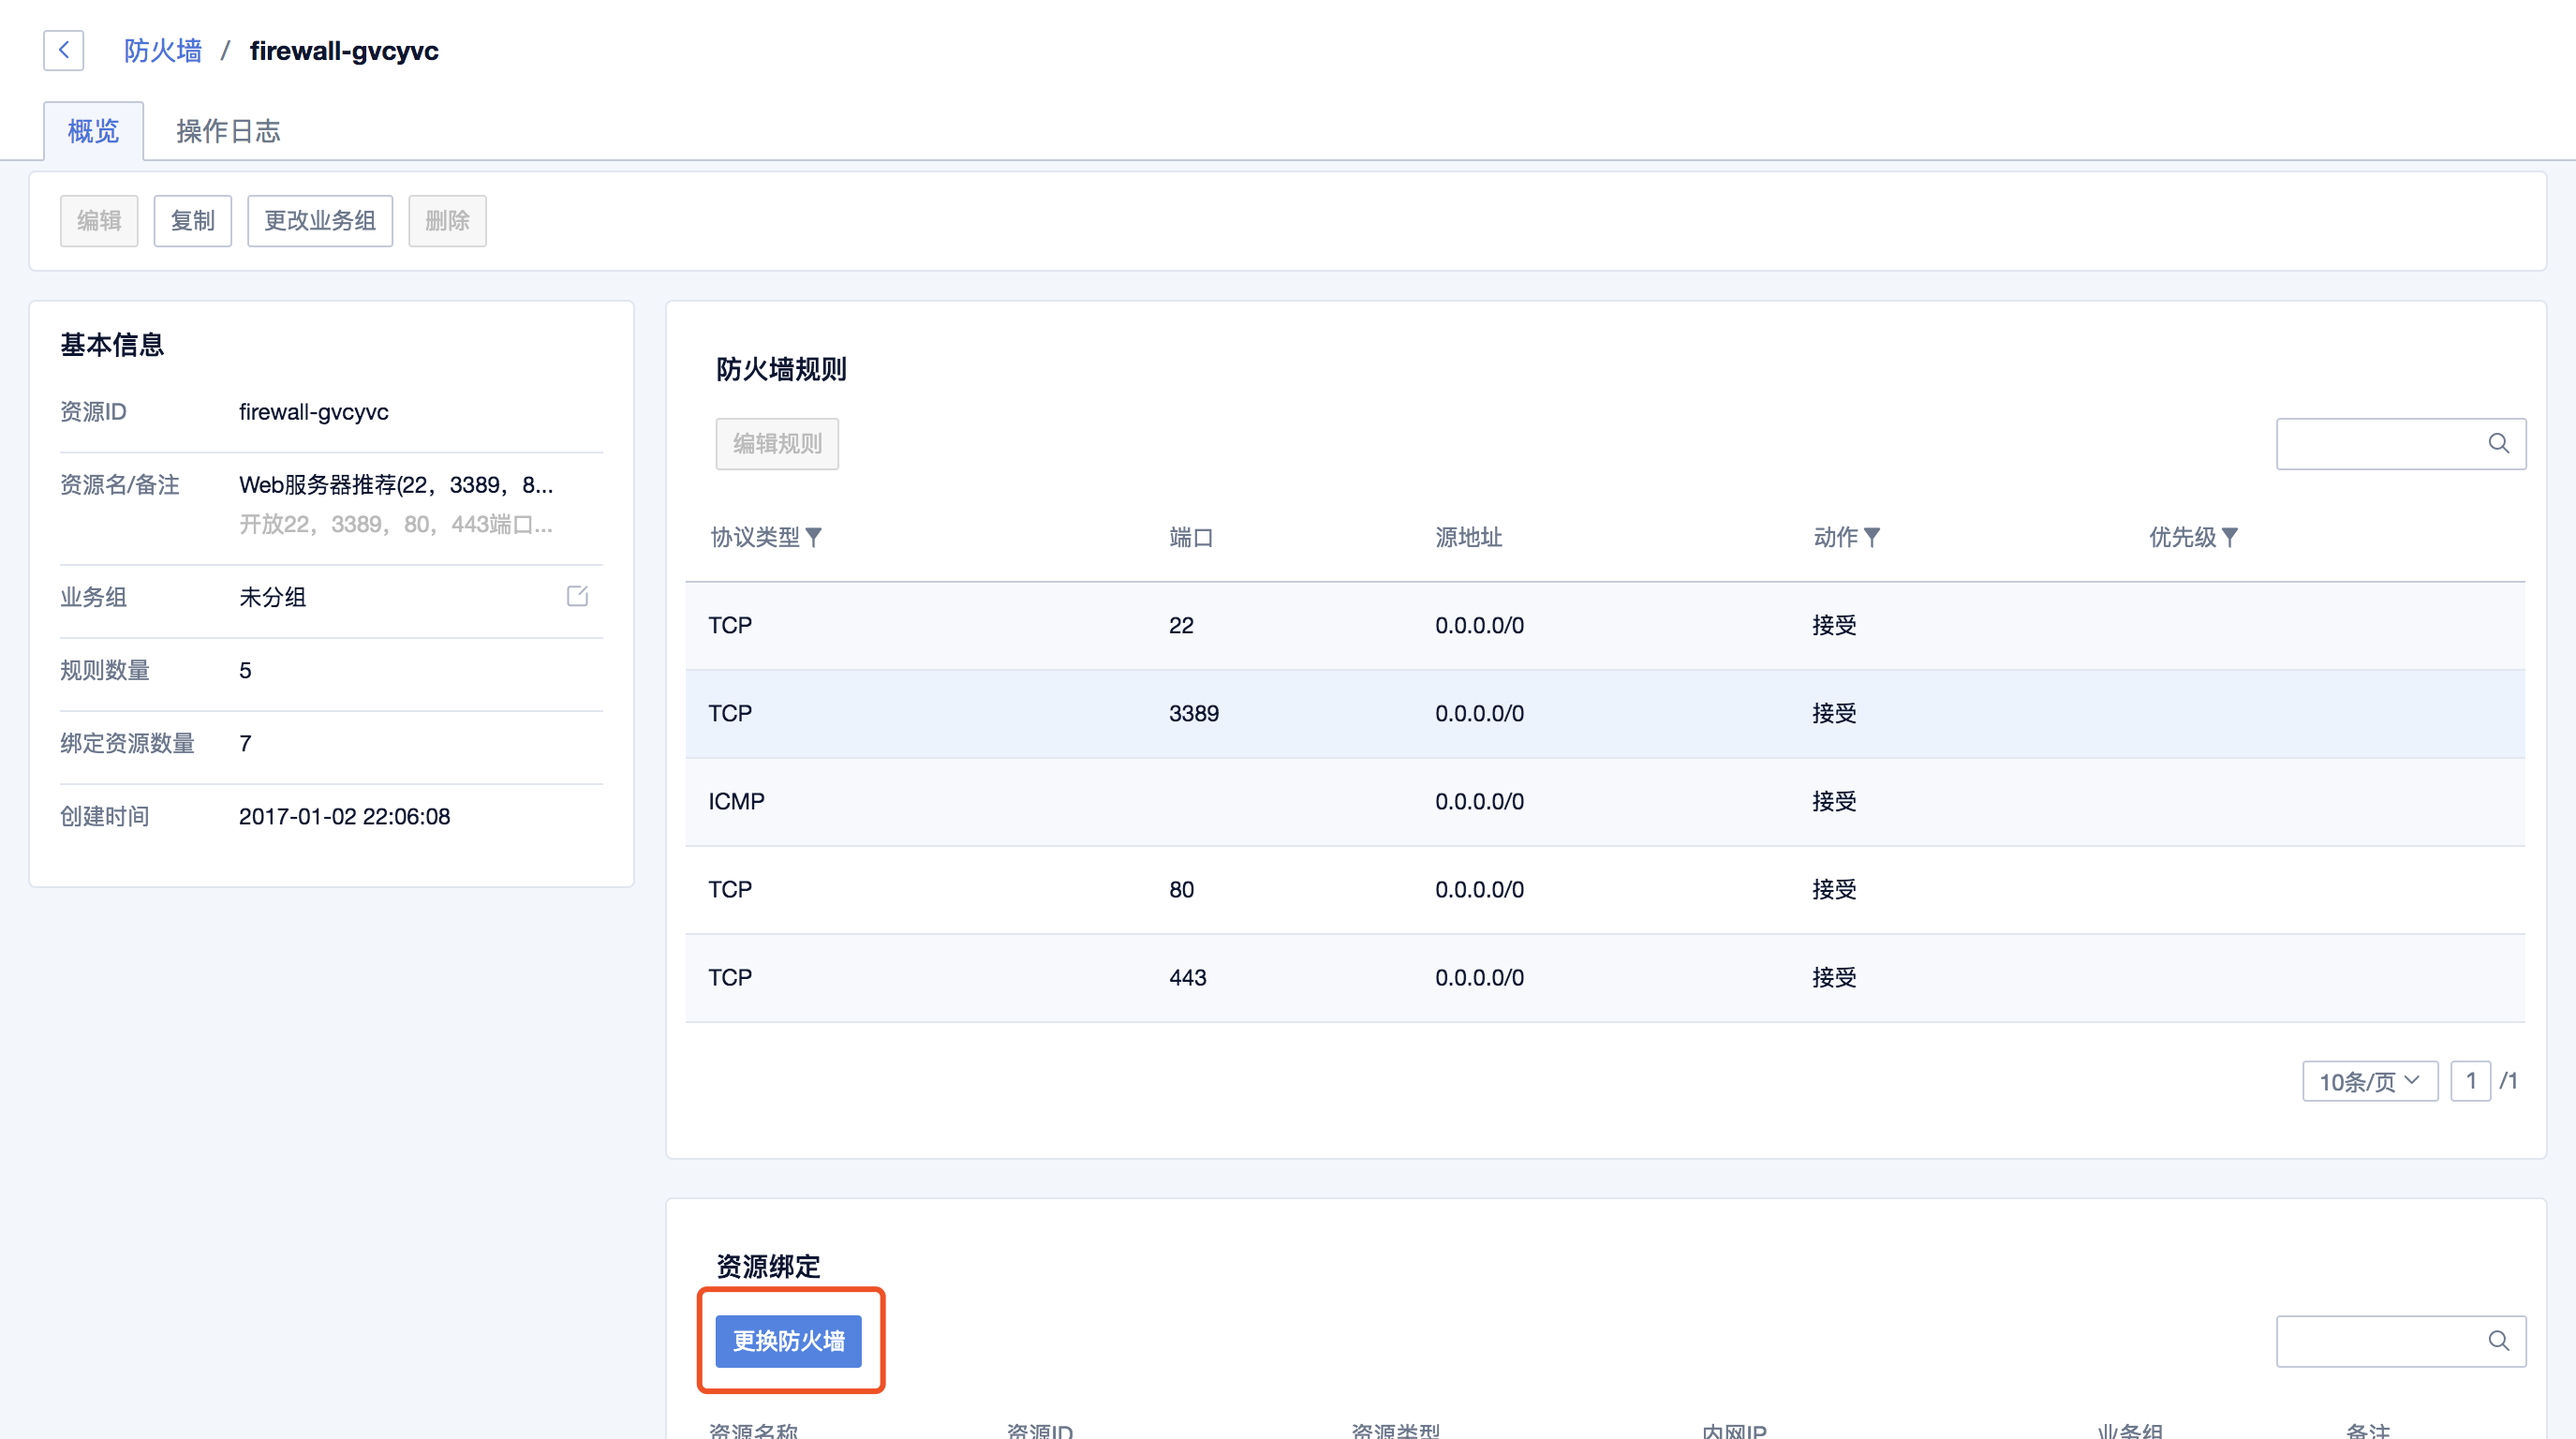 防火墙 / firewall-gvcyvc
概览 操作日志
编辑 复制 更改业务组 删除
基本信息
资源ID firewall-gvcyvc
资源名/备注 Web服务器推荐(22，3389，8...
开放22，3389，80，443端口...
业务组 未分组
规则数量 5
绑定资源数量 7
创建时间 2017-01-02 22:06:08
防火墙规则
编辑规则
协议类型 端口 源地址 动作 优先级
TCP 22 0.0.0.0/0 接受
TCP 3389 0.0.0.0/0 接受
ICMP 0.0.0.0/0 接受
TCP 80 0.0.0.0/0 接受
TCP 443 0.0.0.0/0 接受
10条/页 1 /1
资源绑定
更换防火墙
资源名称 资源ID 资源类型 内网IP 业务组 备注